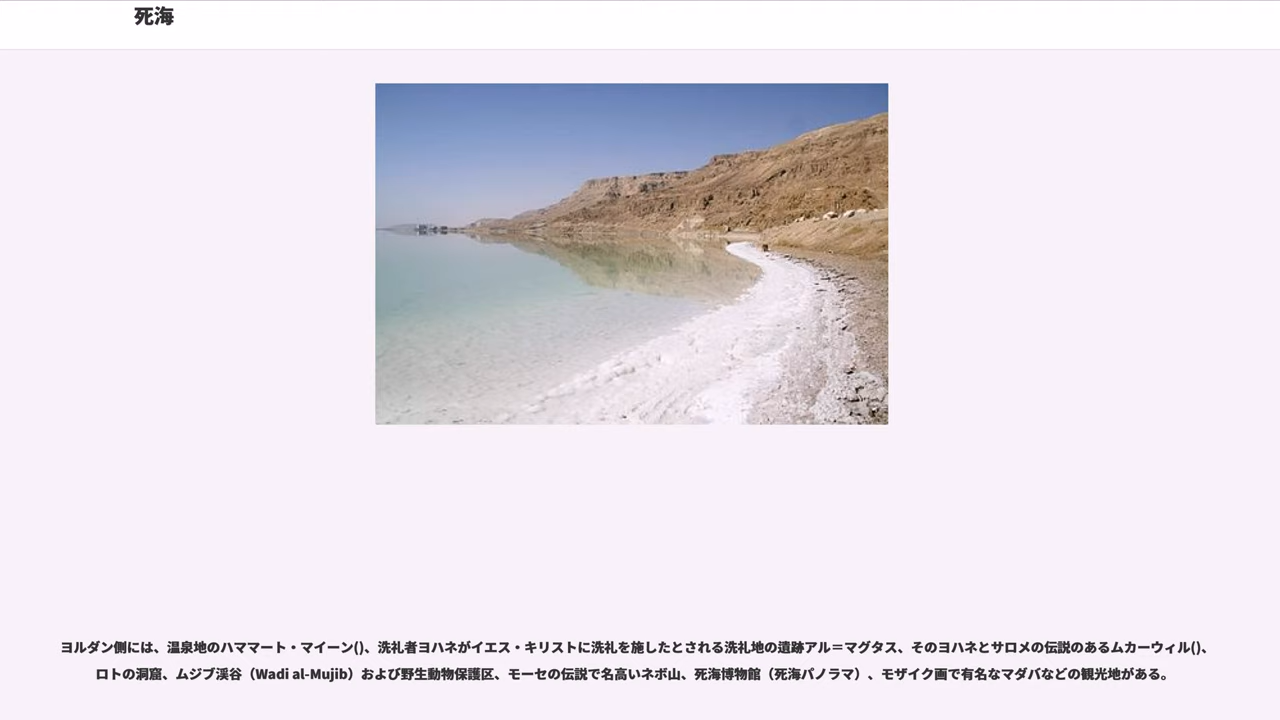 死海
ヨルダン側には、温泉地のハママート・マイーン()、洗礼者ヨハネがイエス・キリストに洗礼を施したとされる洗礼地の遺跡アル＝マグタス、そのヨハネとサロメの伝説のあるムカーウィル()、
ロトの洞窟、ムジブ渓谷（Wadi al-Mujib）および野生動物保護区、モーセの伝説で名高いネボ山、死海博物館（死海パノラマ）、モザイク画で有名なマダバなどの観光地がある。